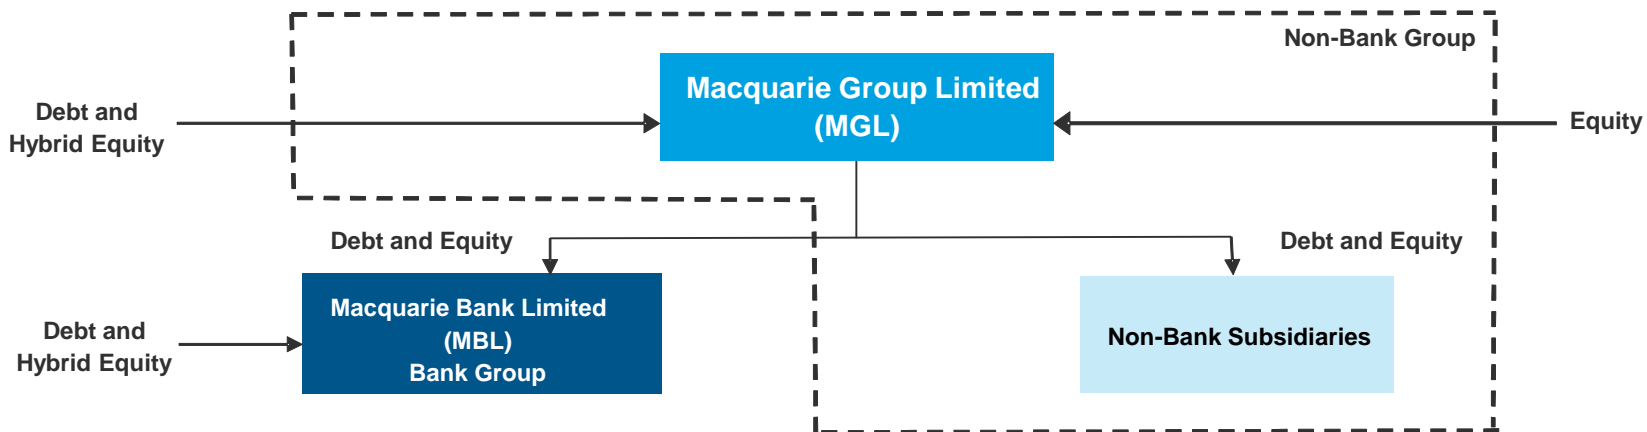 Non-Bank Group
Macquarie Group Limited
(MGL)
Debt and
Hybrid Equity
Equity
Debt and Equity
Debt and Equity
Macquarie Bank Limited
(MBL)
Bank Group
Debt and
Hybrid Equity
Non-Bank Subsidiaries